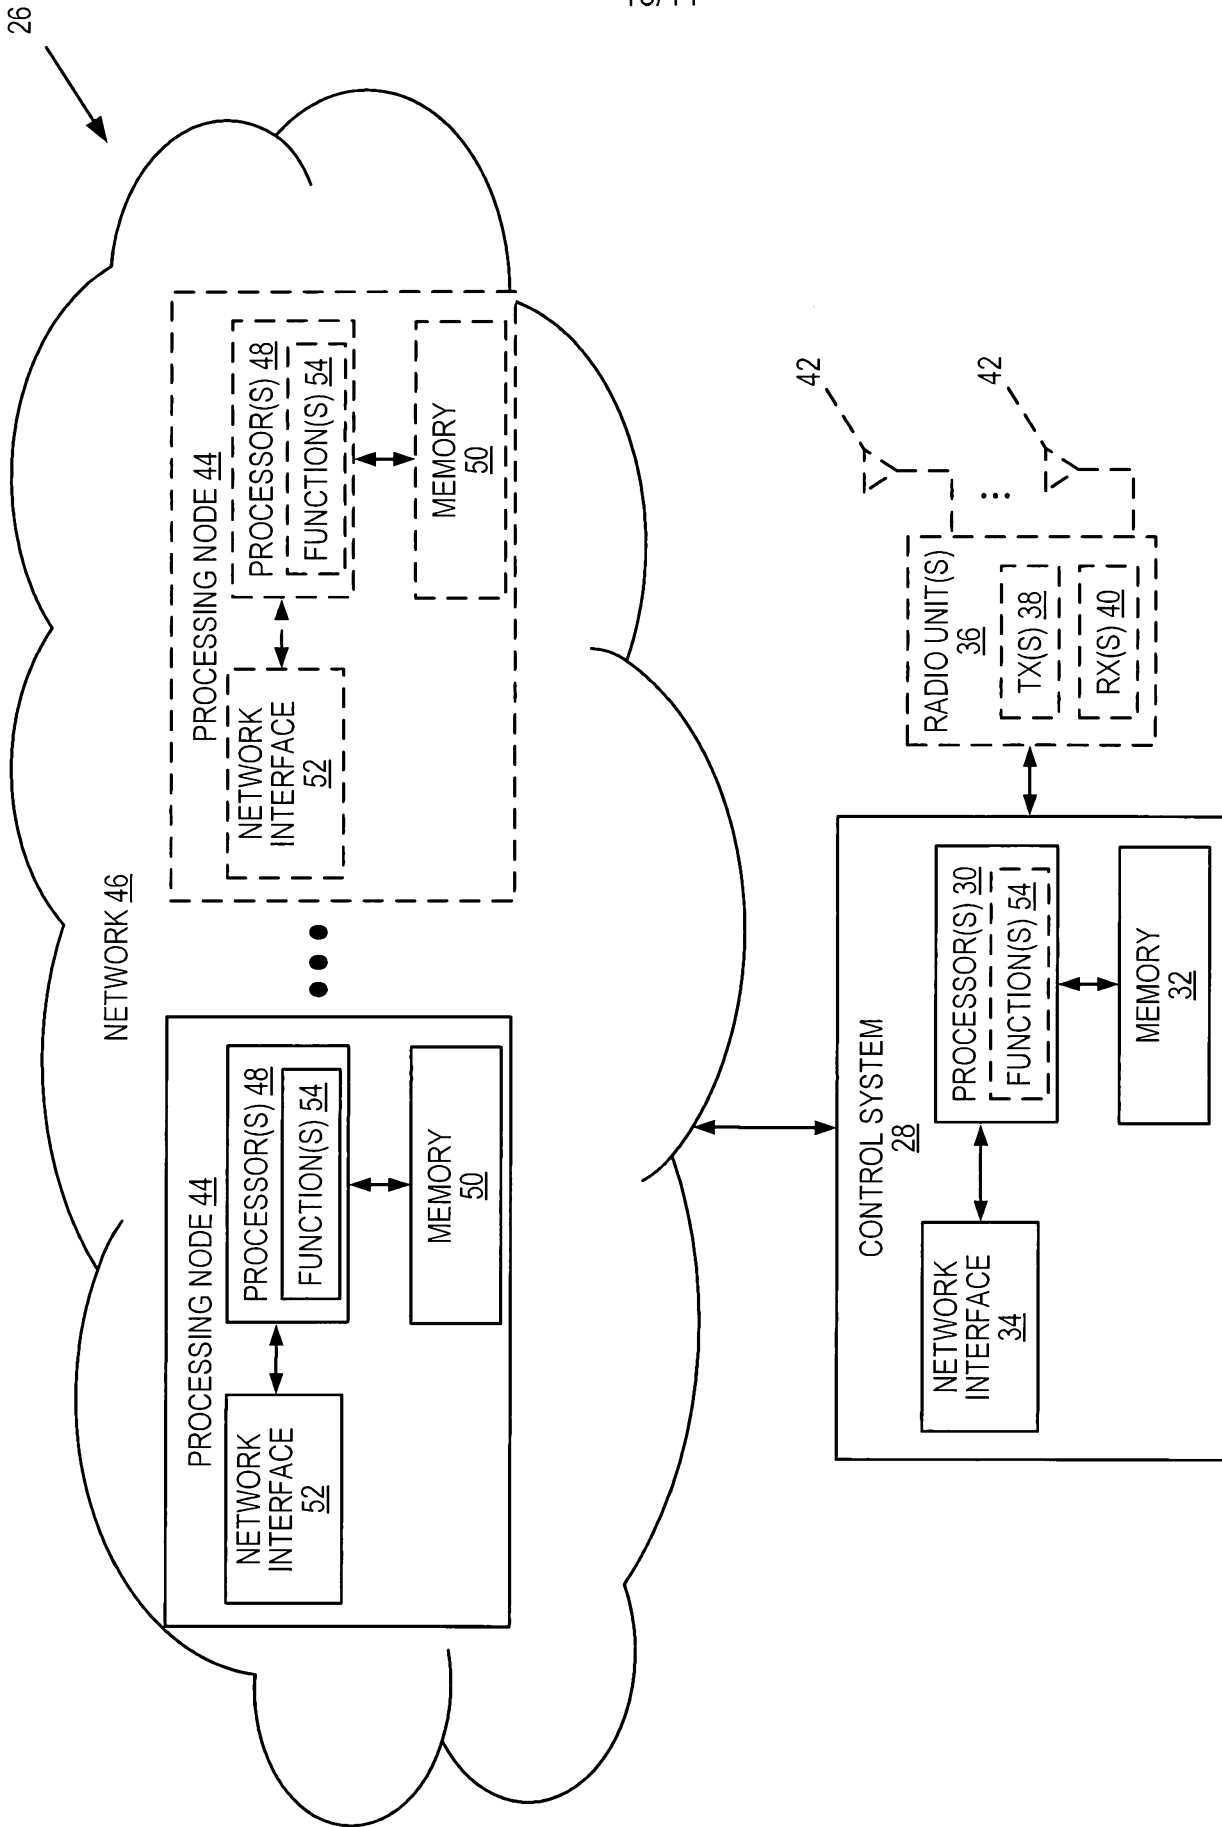 26
NETWORK 46
PROCESSING NODE 44
NETWORK
INTERFACE
52
PROCESSOR(S) 48
FUNCTION(S) 54
MEMORY
50
PROCESSING NODE 44
NETWORK
INTERFACE
52
PROCESSOR(S) 48
FUNCTION(S) 54
MEMORY
50
CONTROL SYSTEM
28
NETWORK
INTERFACE
34
PROCESSOR(S) 30
FUNCTION(S) 54
MEMORY
32
RADIO UNIT(S)
36
TX(S) 38
RX(S) 40
42
...
42